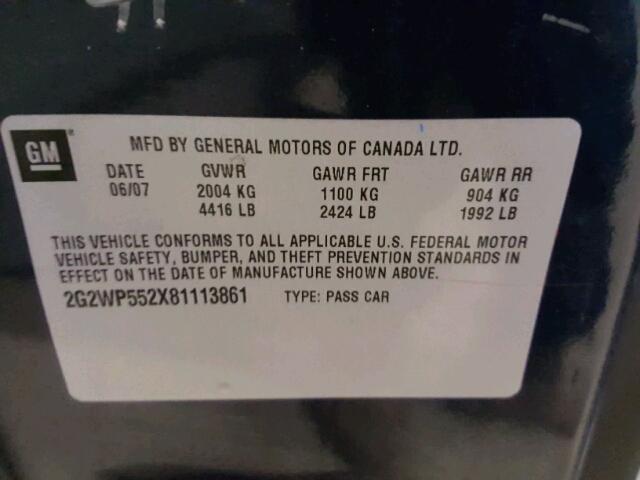 GM
MFD BY GENERAL MOTORS OF CANADA LTD.
DATE GVWR GAWR FRT GAWR RR
06/07 2004 KG 1100 KG 904 KG
4416 LB 2424 LB 1992 LB
THIS VEHICLE CONFORMS TO ALL APPLICABLE U.S. FEDERAL MOTOR
VEHICLE SAFETY, BUMPER, AND THEFT PREVENTION STANDARDS IN
EFFECT ON THE DATE OF MANUFACTURE SHOWN ABOVE.
2G2WP552X81113861 TYPE: PASS CAR